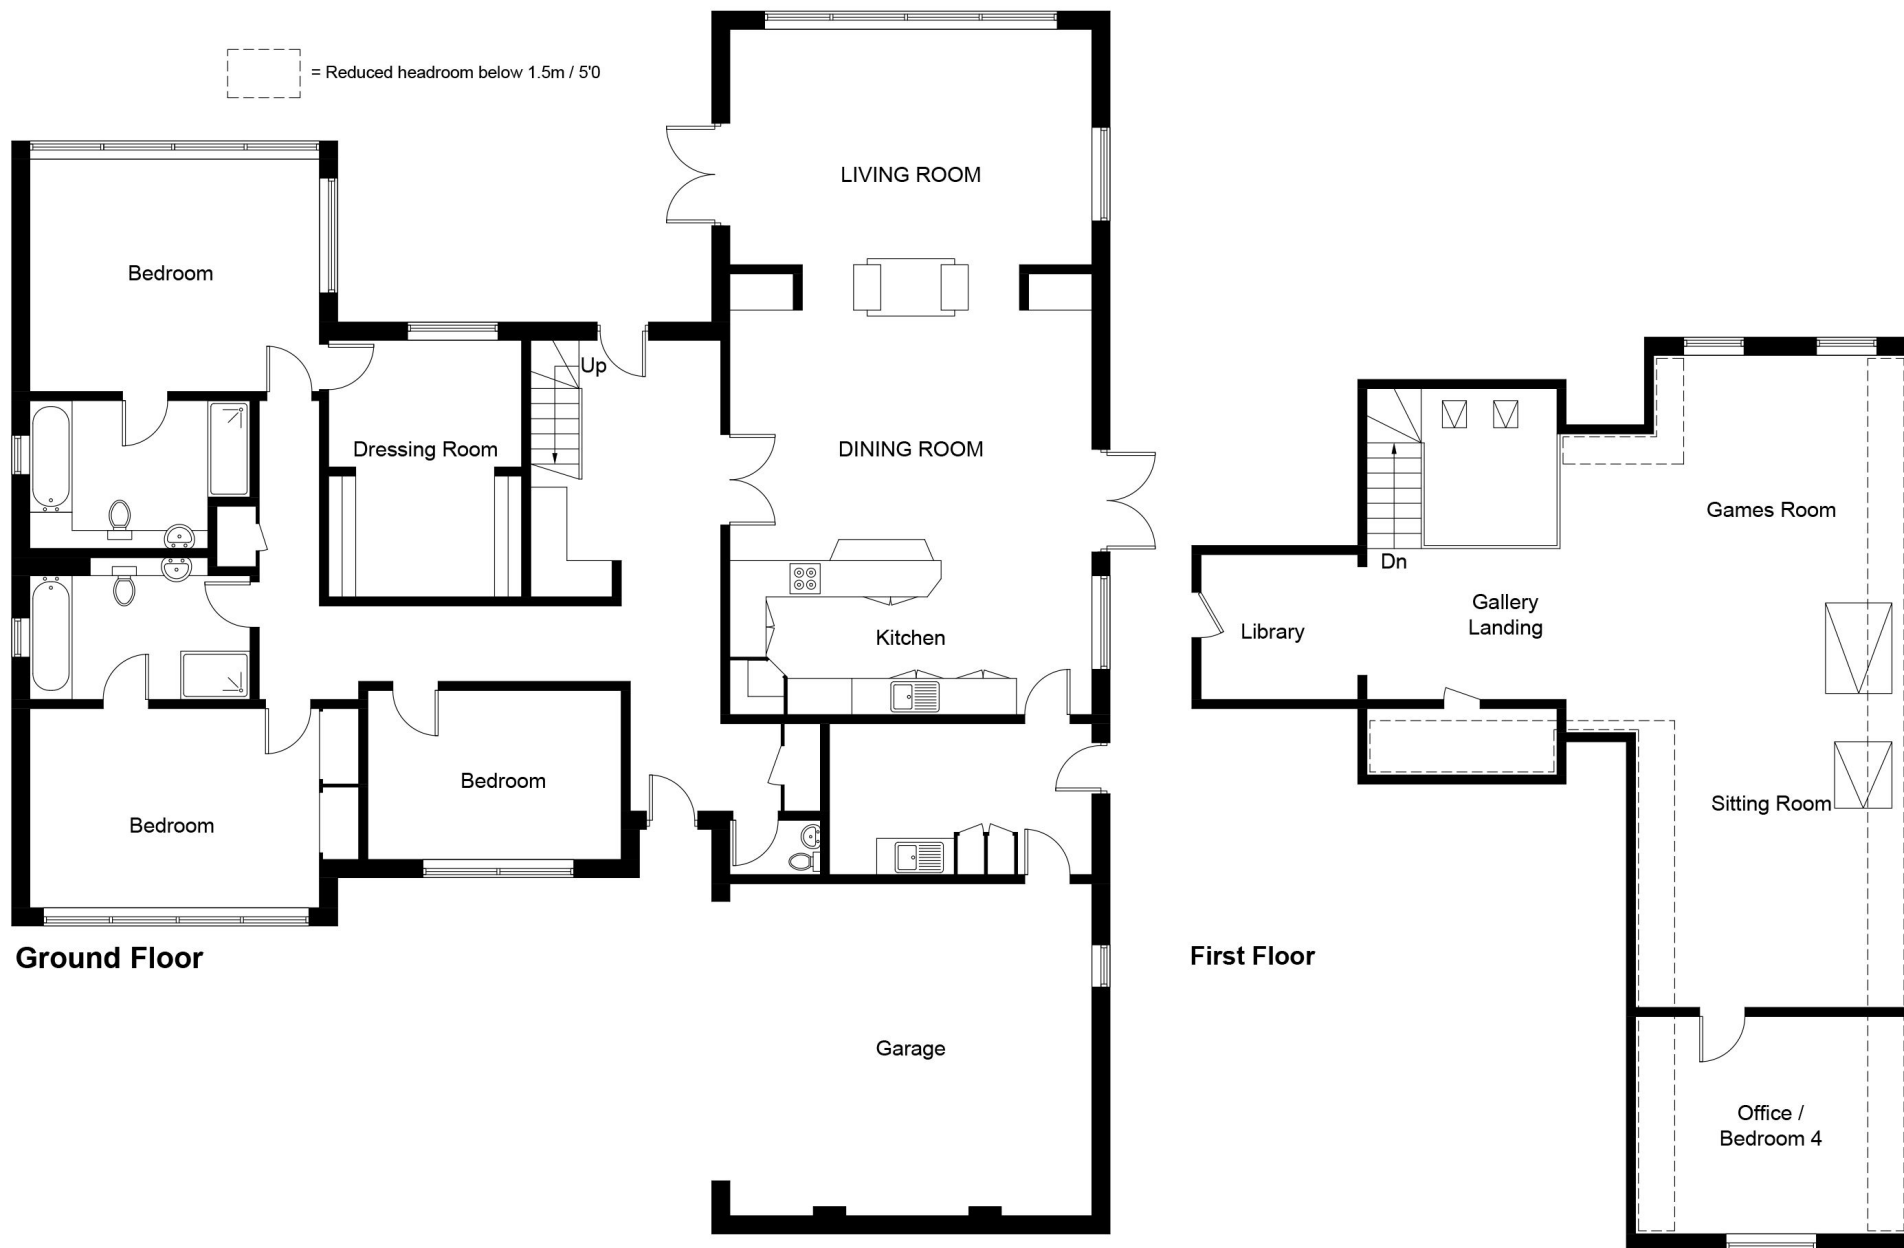 = Reduced headroom below 1.5m / 5'0
LIVING ROOM
Bedroom
Up
Dressing Room
DINING ROOM
Kitchen
Bedroom
Bedroom
Garage
Ground Floor
Games Room
Dn
Gallery
Landing
Library
Sitting Room
Office /
Bedroom 4
First Floor